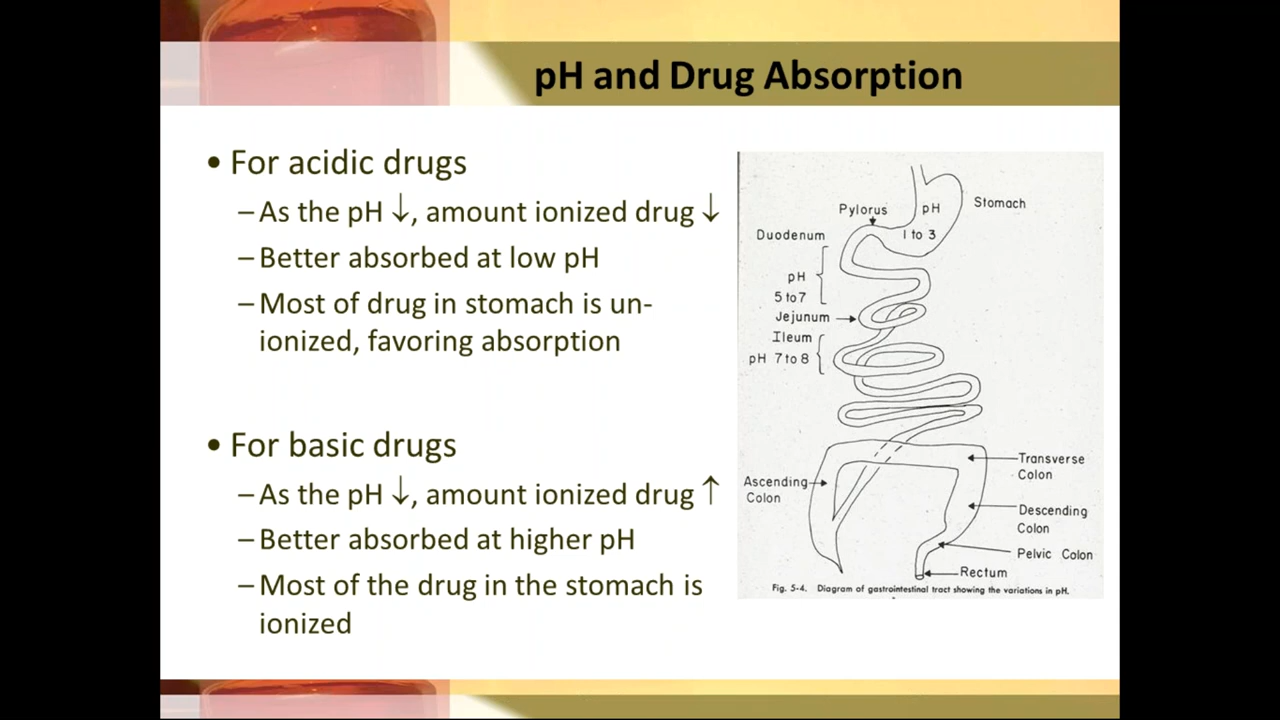 pH and Drug Absorption
• For acidic drugs
– As the pH ↓, amount ionized drug ↓
– Better absorbed at low pH
– Most of drug in stomach is un-
ionized, favoring absorption
• For basic drugs
– As the pH ↓, amount ionized drug ↑
– Better absorbed at higher pH
– Most of the drug in the stomach is
ionized
Stomach
Pylorus
pH
1 to 3
Duodenum
pH
5 to 7
Jejunum
Ileum
pH 7 to 8
Transverse
Colon
Ascending
Colon
Descending
Colon
Pelvic Colon
Rectum
Fig. 5-4. Diagram of gastrointestinal tract showing the variations in pH.